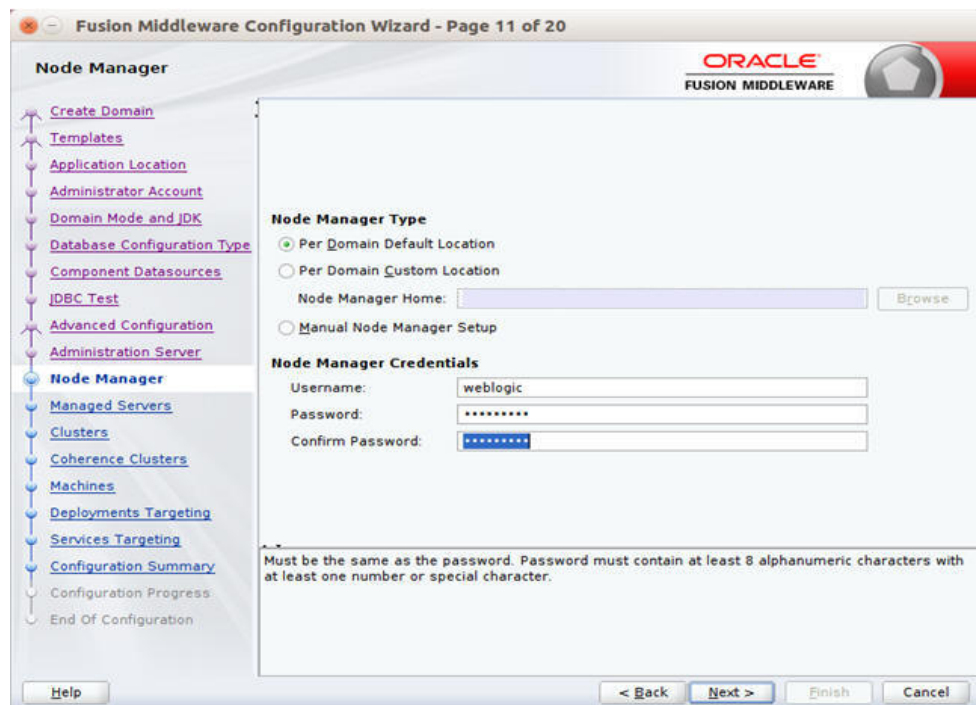 Fusion Middleware Configuration Wizard - Page 11 of 20
Node Manager
ORACLE
FUSION MIDDLEWARE
Create Domain
Templates
Application Location
Administrator Account
Domain Mode and JDK
Database Configuration Type
Component Datasources
JDBC Test
Advanced Configuration
Administration Server
Node Manager
Managed Servers
Clusters
Coherence Clusters
Machines
Deployments Targeting
Services Targeting
Configuration Summary
Configuration Progress
End Of Configuration
Node Manager Type
Per Domain Default Location
Per Domain Custom Location
Node Manager Home:
Browse
Manual Node Manager Setup
Node Manager Credentials
Username: weblogic
Password: •••••••••
Confirm Password: •••••••••
Must be the same as the password. Password must contain at least 8 alphanumeric characters with
at least one number or special character.
Help
< Back
Next >
Finish
Cancel